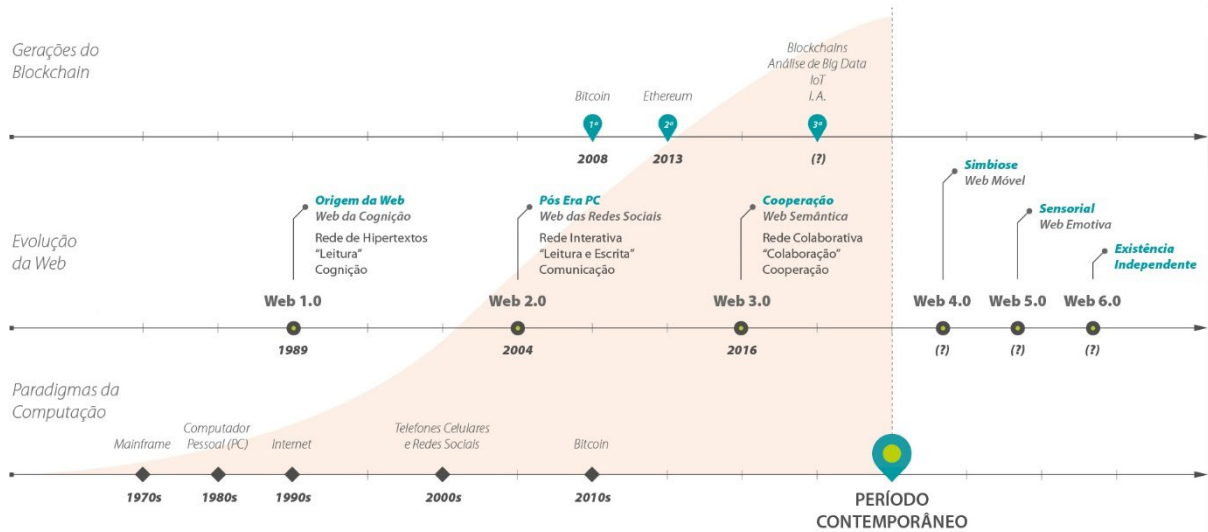 Gerações do
Blockchain
Bitcoin
Ethereum
Blockchains
Análise de Big Data
IoT
I. A.
1ª
2ª
3ª
2008
2013
(?)
Evolução
da Web
Origem da Web
Web da Cognição
Rede de Hipertextos
“Leitura”
Cognição
Web 1.0
1989
Pós Era PC
Web das Redes Sociais
Rede Interativa
“Leitura e Escrita”
Comunicação
Web 2.0
2004
Cooperação
Web Semântica
Rede Colaborativa
“Colaboração”
Cooperação
Web 3.0
2016
Simbiose
Web Móvel
Web 4.0
(?)
Sensorial
Web Emotiva
Web 5.0
(?)
Existência
Independente
Web 6.0
(?)
Paradigmas da
Computação
Mainframe
1970s
Computador
Pessoal (PC)
1980s
Internet
1990s
Telefones Celulares
e Redes Sociais
2000s
Bitcoin
2010s
PERÍODO
CONTEMPORÂNEO